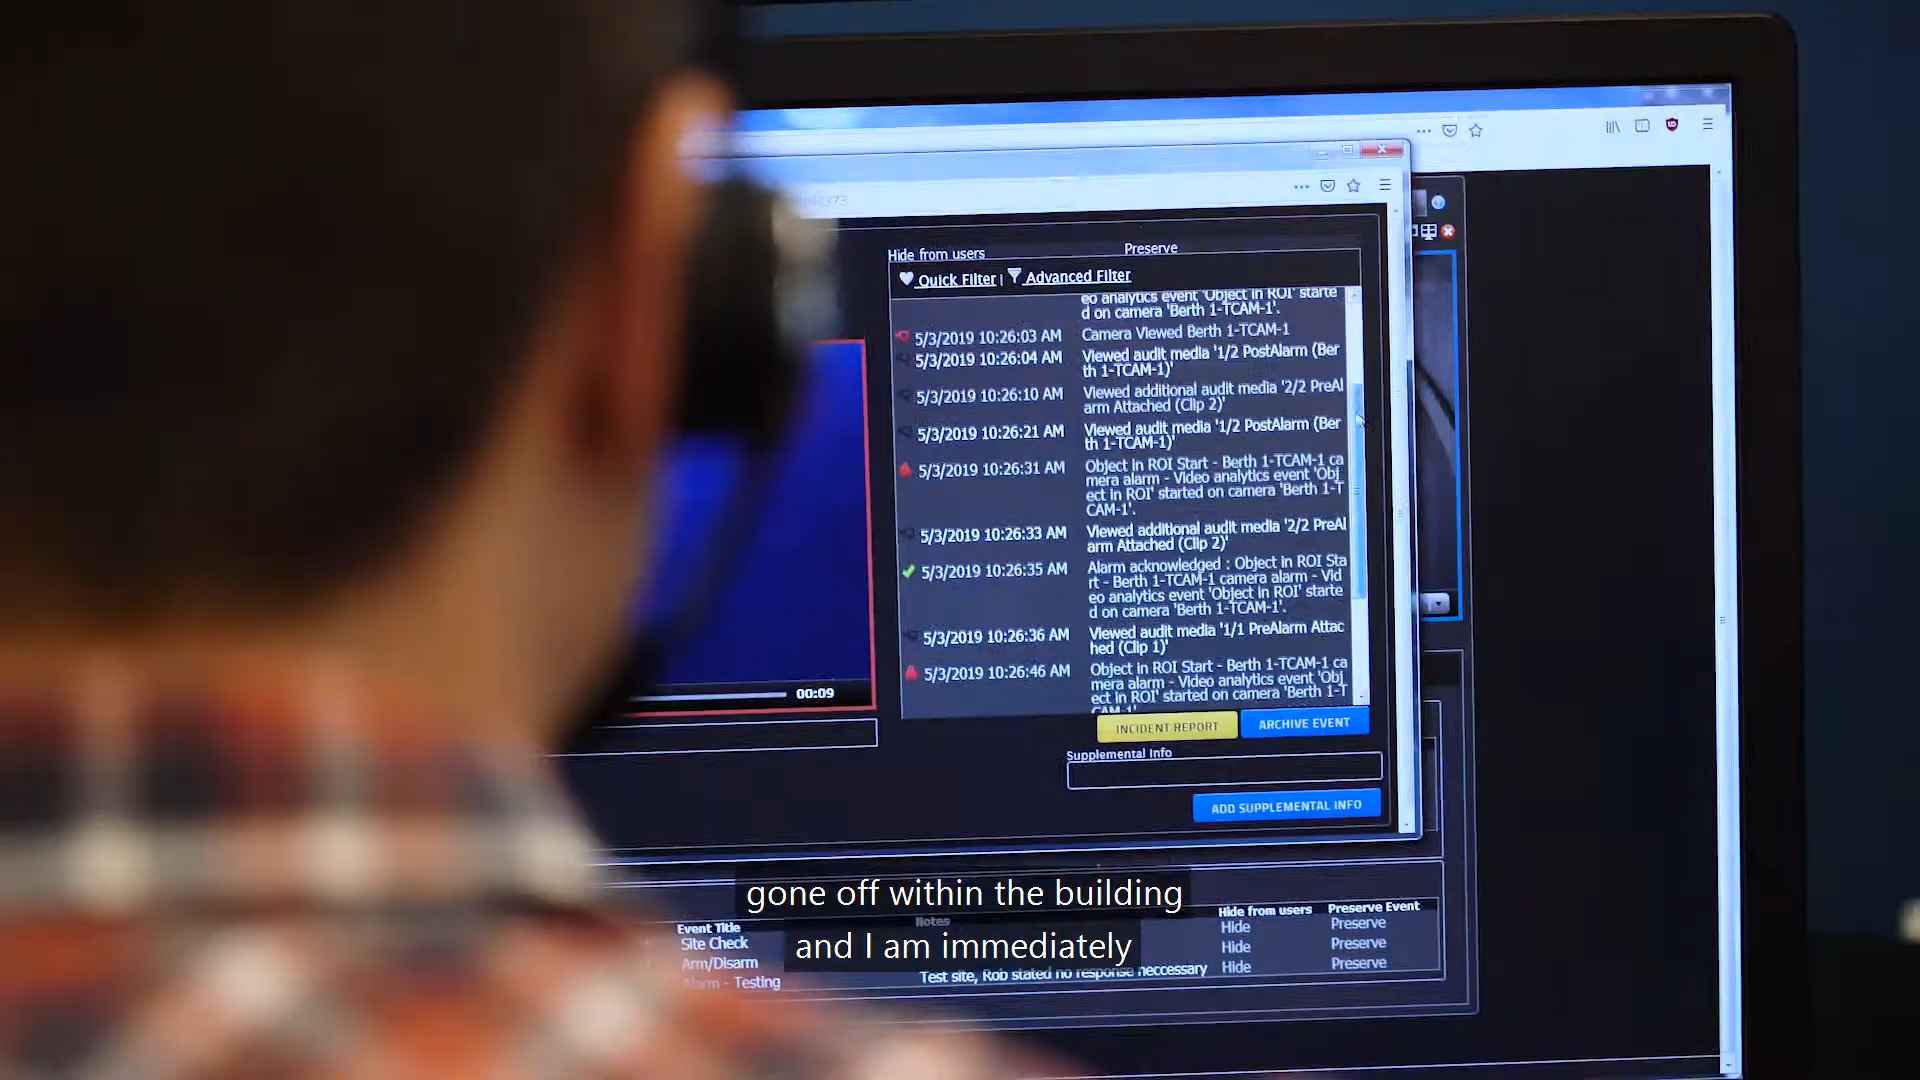 Hide from users Preserve
Quick Filter | Advanced Filter
eo analytics event 'Object in ROI' starte
d on camera 'Berth 1-TCAM-1'.
5/3/2019 10:26:03 AM Camera Viewed Berth 1-TCAM-1
5/3/2019 10:26:04 AM Viewed audit media '1/2 PostAlarm (Ber
th 1-TCAM-1)'
5/3/2019 10:26:10 AM Viewed additional audit media '2/2 PreAl
arm Attached (Clip 2)'
5/3/2019 10:26:21 AM Viewed audit media '1/2 PostAlarm (Ber
th 1-TCAM-1)'
5/3/2019 10:26:31 AM Object in ROI Start - Berth 1-TCAM-1 ca
mera alarm - Video analytics event 'Obj
ect in ROI' started on camera 'Berth 1-T
CAM-1'.
5/3/2019 10:26:33 AM Viewed additional audit media '2/2 PreAl
arm Attached (Clip 2)'
5/3/2019 10:26:35 AM Alarm acknowledged : Object in ROI Sta
rt - Berth 1-TCAM-1 camera alarm - Vid
eo analytics event 'Object in ROI' starte
d on camera 'Berth 1-TCAM-1'.
5/3/2019 10:26:36 AM Viewed audit media '1/1 PreAlarm Attac
hed (Clip 1)'
5/3/2019 10:26:46 AM Object in ROI Start - Berth 1-TCAM-1 ca
mera alarm - Video analytics event 'Obj
ect in ROI' started on camera 'Berth 1-T
CAM-1'
00:09
INCIDENT REPORT ARCHIVE EVENT
Supplemental Info
ADD SUPPLEMENTAL INFO
gone off within the building
and I am immediately
Event Title Notes Hide from users Preserve Event
Site Check Hide Preserve
Arm/Disarm Hide Preserve
Alarm - Testing Test site, Rob stated no response neccessary Hide Preserve